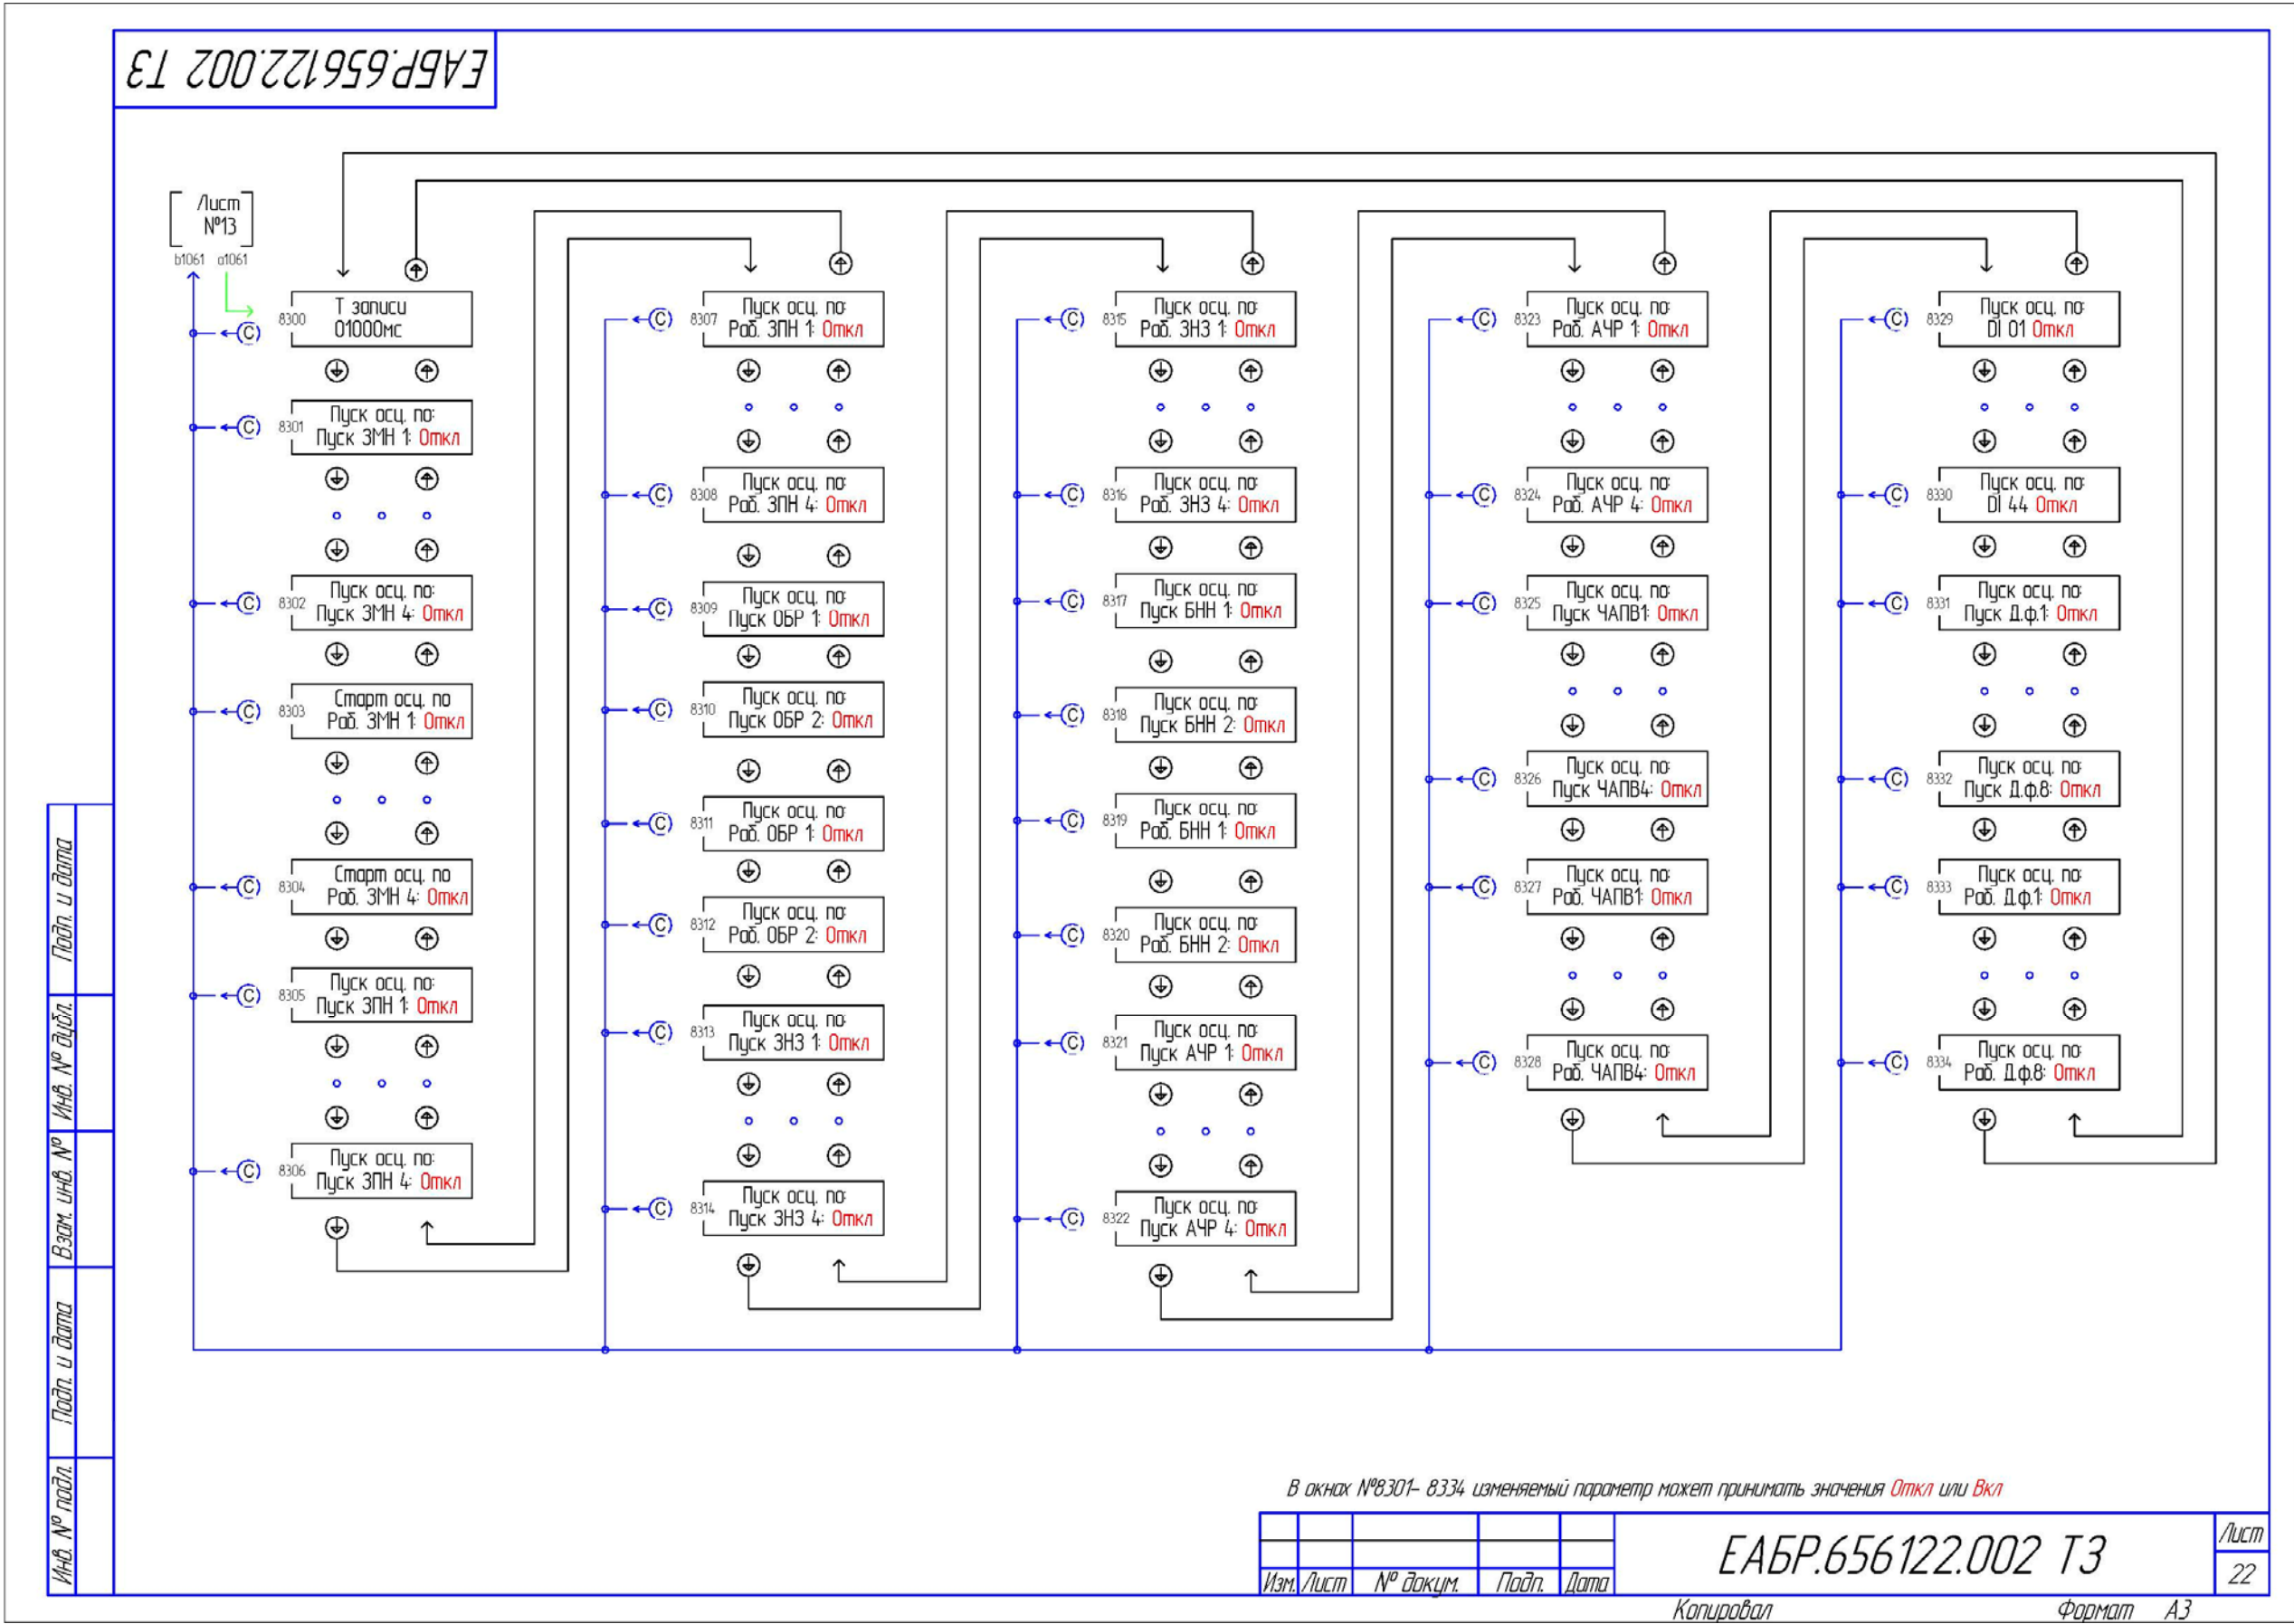 ЕАБР.656122.002 ТЗ
Лист
№13
b1061 a1061
8300
Т записи
01000мс
С
8301
Пуск осц. по:
Пуск ЗМН 1: Откл
С
8302
Пуск осц. по:
Пуск ЗМН 4: Откл
С
8303
Старт осц. по
Раб. ЗМН 1: Откл
С
8304
Старт осц. по
Раб. ЗМН 4: Откл
С
8305
Пуск осц. по:
Пуск ЗПН 1: Откл
С
8306
Пуск осц. по:
Пуск ЗПН 4: Откл
С
8307
Пуск осц. по:
Раб. ЗПН 1: Откл
С
8308
Пуск осц. по:
Раб. ЗПН 4: Откл
С
8309
Пуск осц. по:
Пуск ОБР 1: Откл
С
8310
Пуск осц. по:
Пуск ОБР 2: Откл
С
8311
Пуск осц. по:
Раб. ОБР 1: Откл
С
8312
Пуск осц. по:
Раб. ОБР 2: Откл
С
8313
Пуск осц. по:
Пуск ЗНЗ 1: Откл
С
8314
Пуск осц. по:
Пуск ЗНЗ 4: Откл
С
8315
Пуск осц. по:
Раб. ЗНЗ 1: Откл
С
8316
Пуск осц. по:
Раб. ЗНЗ 4: Откл
С
8317
Пуск осц. по:
Пуск БНН 1: Откл
С
8318
Пуск осц. по:
Пуск БНН 2: Откл
С
8319
Пуск осц. по:
Раб. БНН 1: Откл
С
8320
Пуск осц. по:
Раб. БНН 2: Откл
С
8321
Пуск осц. по:
Пуск АЧР 1: Откл
С
8322
Пуск осц. по:
Пуск АЧР 4: Откл
С
8323
Пуск осц. по:
Раб. АЧР 1: Откл
С
8324
Пуск осц. по:
Раб. АЧР 4: Откл
С
8325
Пуск осц. по:
Пуск ЧАПВ1: Откл
С
8326
Пуск осц. по:
Пуск ЧАПВ4: Откл
С
8327
Пуск осц. по:
Раб. ЧАПВ1: Откл
С
8328
Пуск осц. по:
Раб. ЧАПВ4: Откл
С
8329
Пуск осц. по:
DI 01 Откл
С
8330
Пуск осц. по:
DI 44 Откл
С
8331
Пуск осц. по:
Пуск Д.ф.1: Откл
С
8332
Пуск осц. по:
Пуск Д.ф.8: Откл
С
8333
Пуск осц. по:
Раб. Д.ф.1: Откл
С
8334
Пуск осц. по:
Раб. Д.ф.8: Откл
С
Подп. и дата
Инв. № дубл.
Взам. инв. №
Подп. и дата
Инв. № подл.
В окнах №8301- 8334 изменяемый параметр может принимать значения Откл или Вкл
Изм. Лист № докум. Подп. Дата
ЕАБР.656122.002 ТЗ
Лист
22
Копировал Формат А3